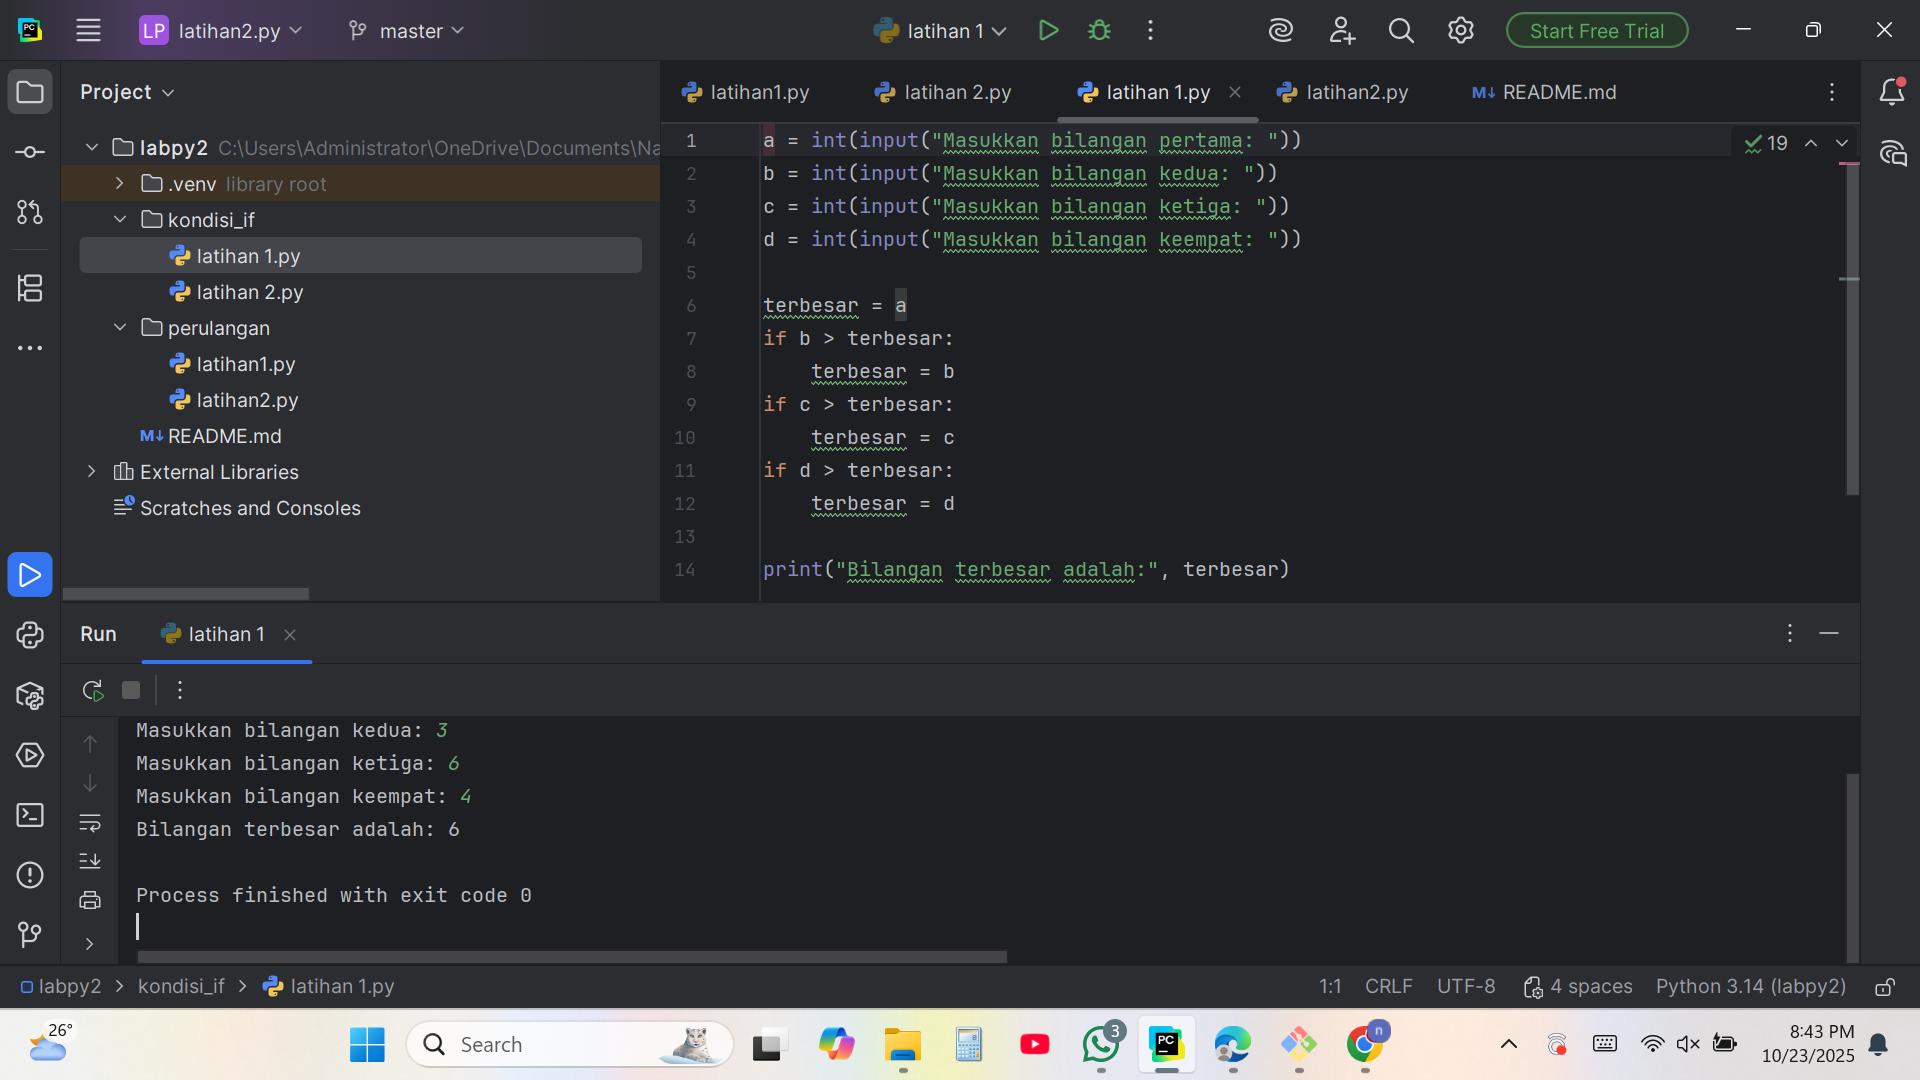 LP latihan2.py master latihan 1 Start Free Trial
Project
labpy2 C:\Users\Administrator\OneDrive\Documents\Na
.venv library root
kondisi_if
latihan 1.py
latihan 2.py
perulangan
latihan1.py
latihan2.py
M↓ README.md
External Libraries
Scratches and Consoles
latihan1.py latihan 2.py latihan 1.py latihan2.py M↓ README.md
19
1 a = int(input("Masukkan bilangan pertama: "))
2 b = int(input("Masukkan bilangan kedua: "))
3 c = int(input("Masukkan bilangan ketiga: "))
4 d = int(input("Masukkan bilangan keempat: "))
5
6 terbesar = a
7 if b > terbesar:
8     terbesar = b
9 if c > terbesar:
10     terbesar = c
11 if d > terbesar:
12     terbesar = d
13
14 print("Bilangan terbesar adalah:", terbesar)
Run latihan 1
Masukkan bilangan kedua: 3
Masukkan bilangan ketiga: 6
Masukkan bilangan keempat: 4
Bilangan terbesar adalah: 6
Process finished with exit code 0
labpy2 > kondisi_if > latihan 1.py 1:1 CRLF UTF-8 4 spaces Python 3.14 (labpy2)
26°
Search
PC
3
PC
n
8:43 PM
10/23/2025